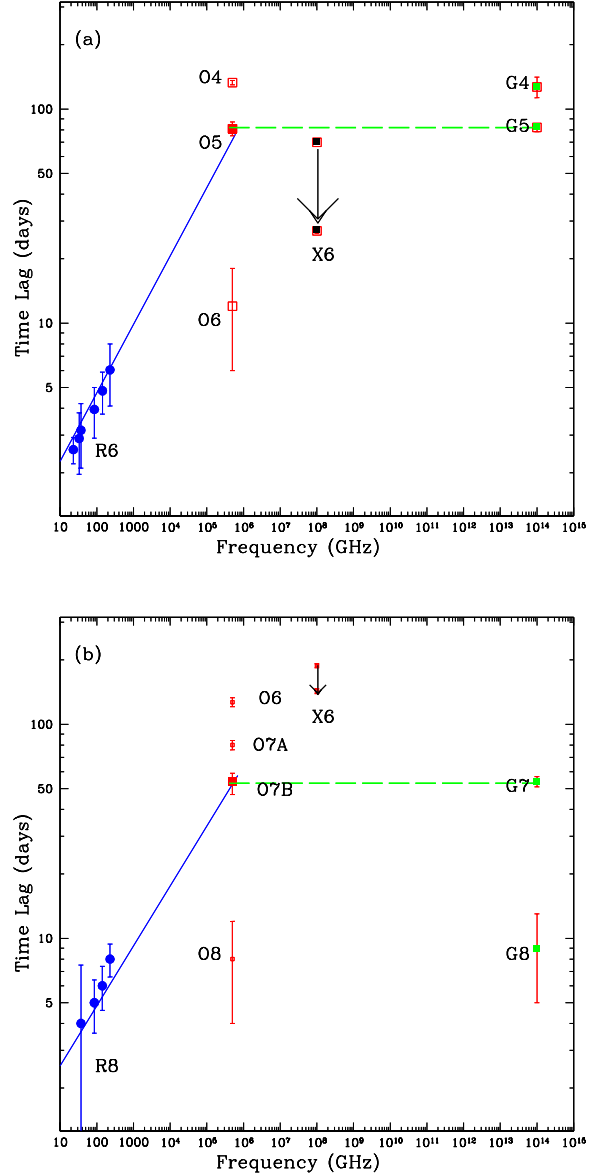 (a)
O4
G4
100
G5
O5
50
X6
O6
10
5
R6
Time Lag (days)
10 100 1000 10⁴ 10⁵ 10⁶ 10⁷ 10⁸ 10⁹ 10¹⁰ 10¹¹ 10¹² 10¹³ 10¹⁴ 10¹⁵
Frequency (GHz)
(b)
O6
X6
100
O7A
50
O7B
G7
O8
G8
10
5
R8
Time Lag (days)
10 100 1000 10⁴ 10⁵ 10⁶ 10⁷ 10⁸ 10⁹ 10¹⁰ 10¹¹ 10¹² 10¹³ 10¹⁴ 10¹⁵
Frequency (GHz)